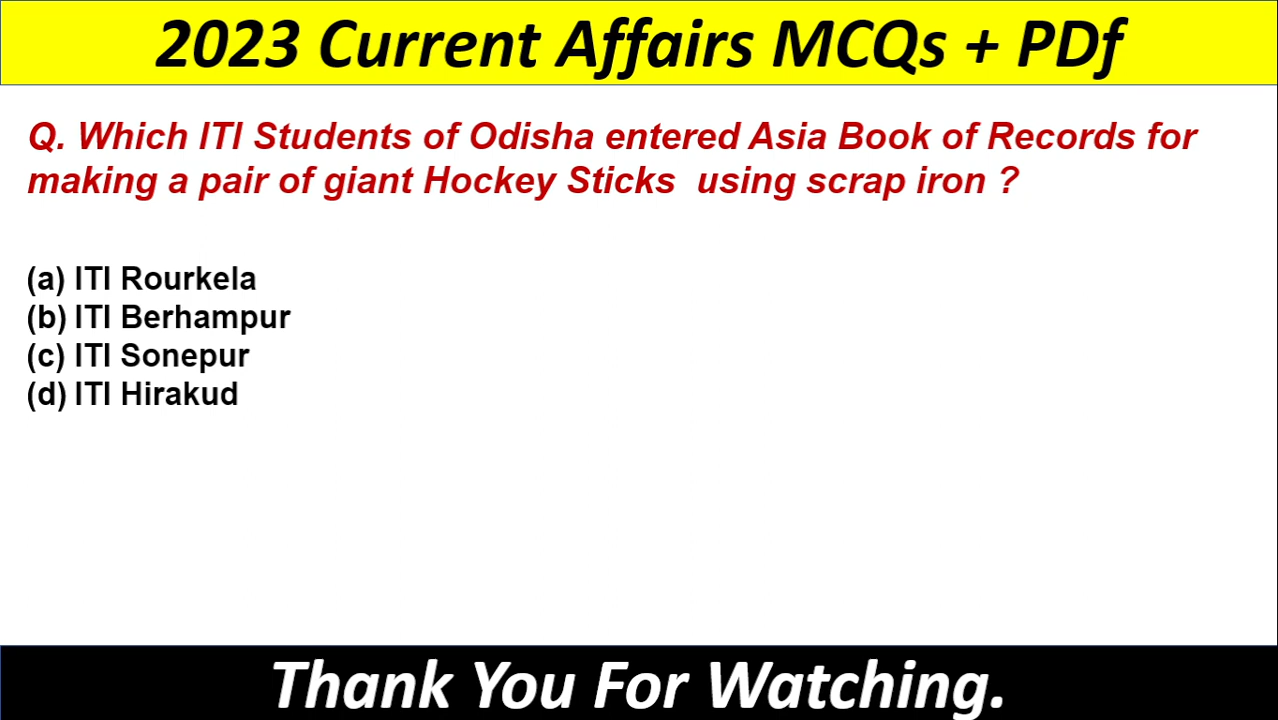 2023 Current Affairs MCQs + PDf
Q. Which ITI Students of Odisha entered Asia Book of Records for
making a pair of giant Hockey Sticks using scrap iron ?
(a) ITI Rourkela
(b) ITI Berhampur
(c) ITI Sonepur
(d) ITI Hirakud
Thank You For Watching.